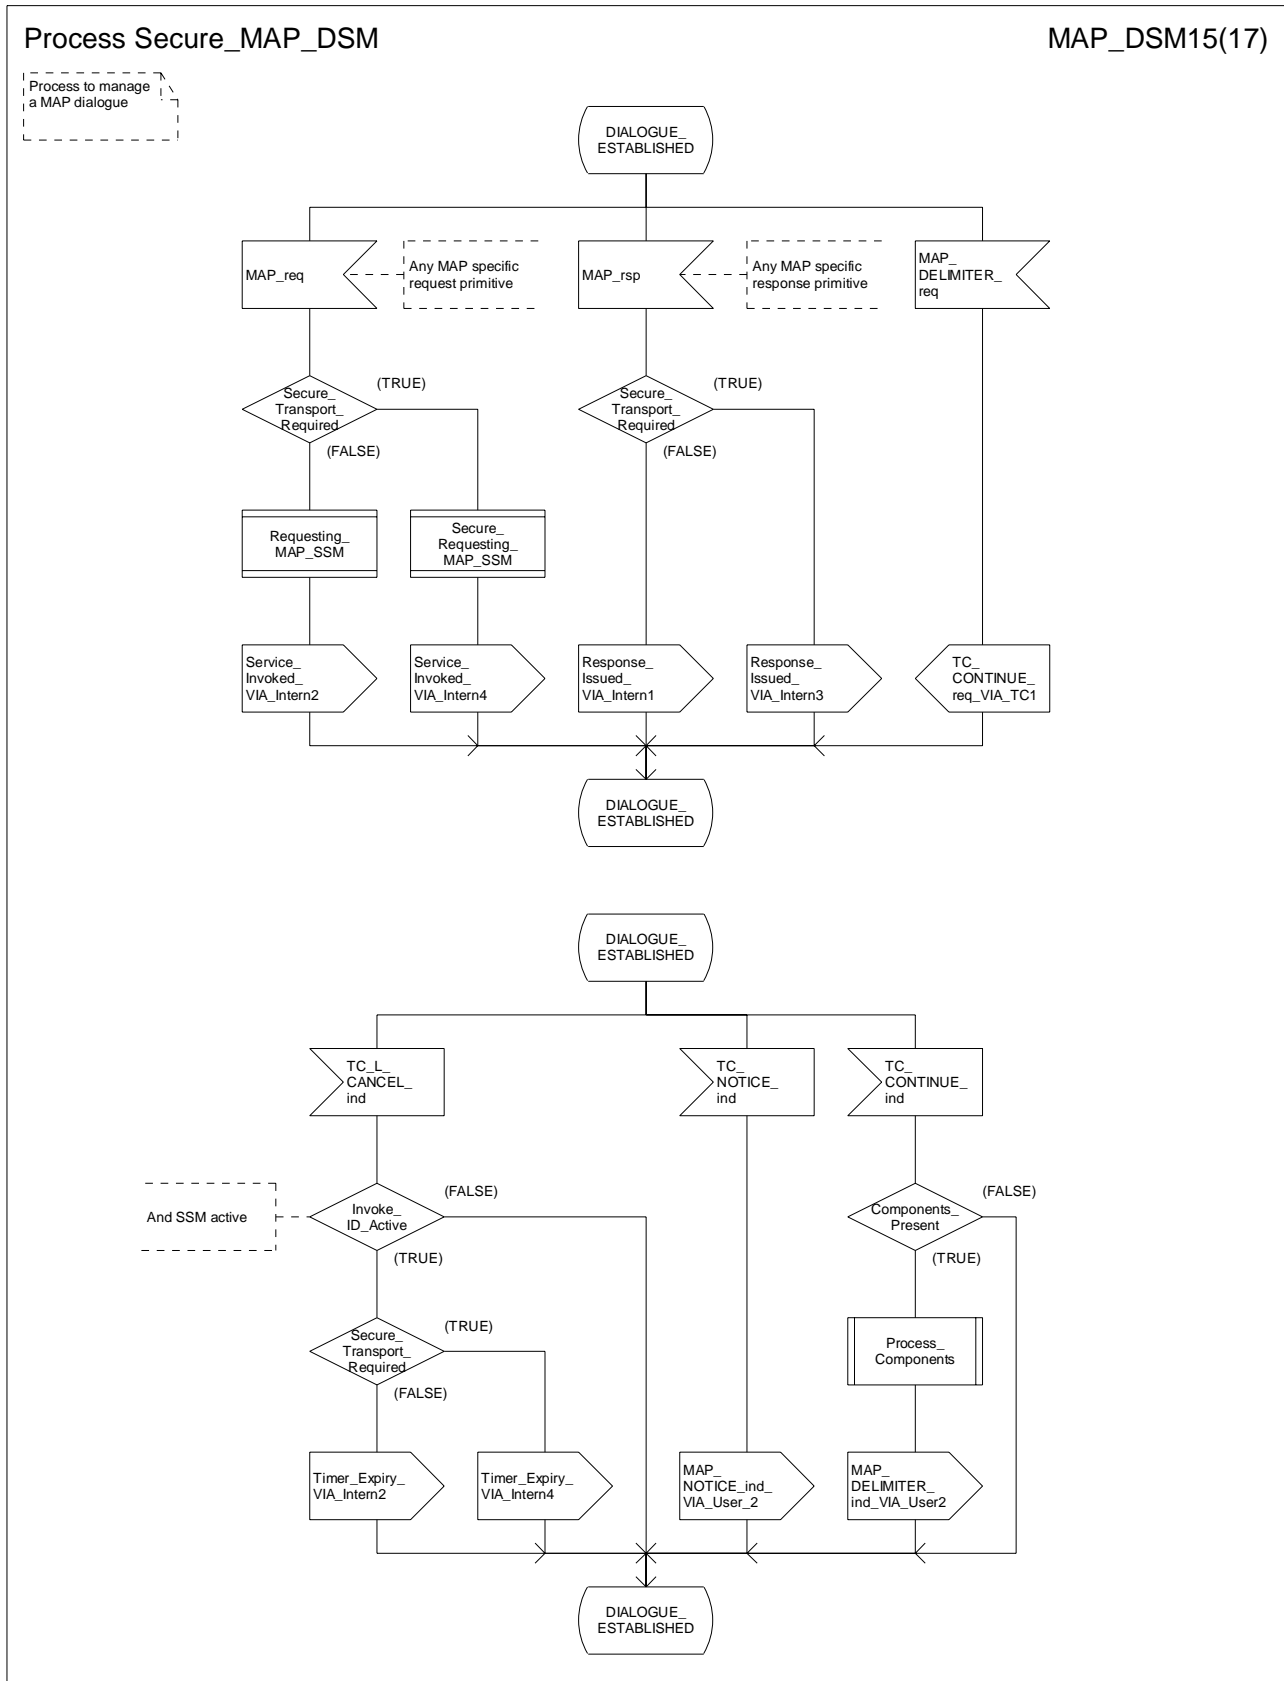 Process Secure_MAP_DSM
MAP_DSM15(17)
Process to manage
a MAP dialogue
DIALOGUE_
ESTABLISHED
MAP_req
Any MAP specific
request primitive
MAP_rsp
Any MAP specific
response primitive
MAP_
DELIMITER_
req
Secure_
Transport_
Required
(TRUE)
(FALSE)
Secure_
Transport_
Required
(TRUE)
(FALSE)
Requesting_
MAP_SSM
Secure_
Requesting_
MAP_SSM
Service_
Invoked_
VIA_Intern2
Service_
Invoked_
VIA_Intern4
Response_
Issued_
VIA_Intern1
Response_
Issued_
VIA_Intern3
TC_
CONTINUE_
req_VIA_TC1
DIALOGUE_
ESTABLISHED
DIALOGUE_
ESTABLISHED
TC_L_
CANCEL_
ind
TC_
NOTICE_
ind
TC_
CONTINUE_
ind
And SSM active
Invoke_
ID_Active
(FALSE)
(TRUE)
Components_
Present
(FALSE)
(TRUE)
Secure_
Transport_
Required
(TRUE)
(FALSE)
Process_
Components
Timer_Expiry_
VIA_Intern2
Timer_Expiry_
VIA_Intern4
MAP_
NOTICE_ind_
VIA_User_2
MAP_
DELIMITER_
ind_VIA_User2
DIALOGUE_
ESTABLISHED